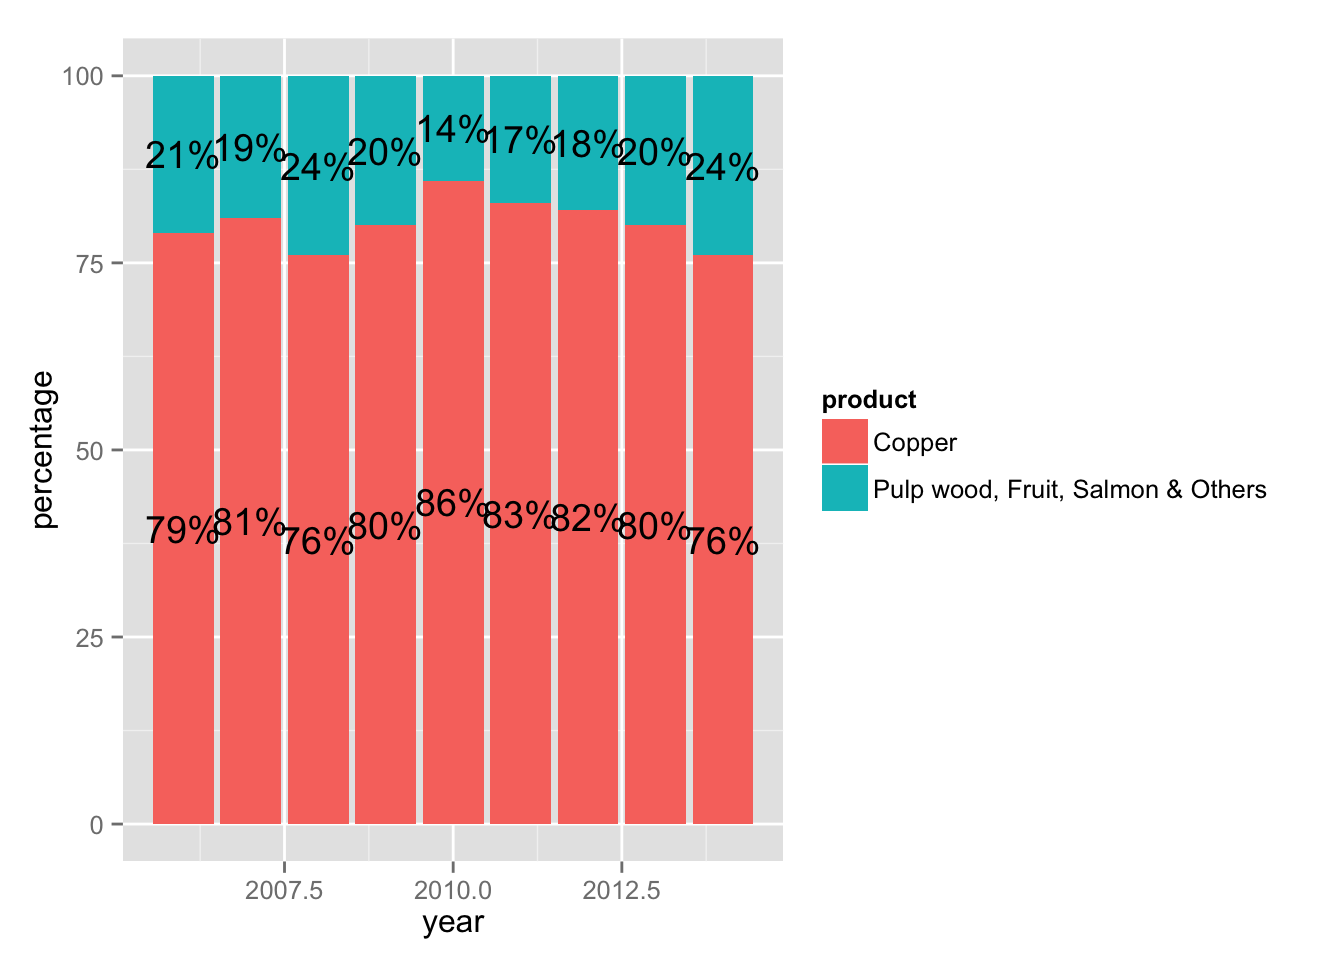 100
75
50
25
0
percentage
21% 19% 24% 20% 14% 17% 18% 20% 24%
79% 81% 76% 80% 86% 83% 82% 80% 76%
2007.5 2010.0 2012.5
year
product
Copper
Pulp wood, Fruit, Salmon & Others